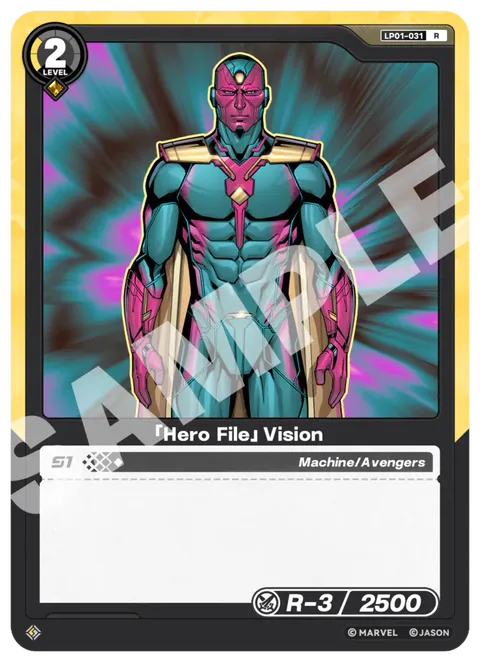 2
LEVEL
LP01-031 R
SAMPLE
「Hero File」Vision
S1
Machine/Avengers
R-3 / 2500
©MARVEL ©JASON